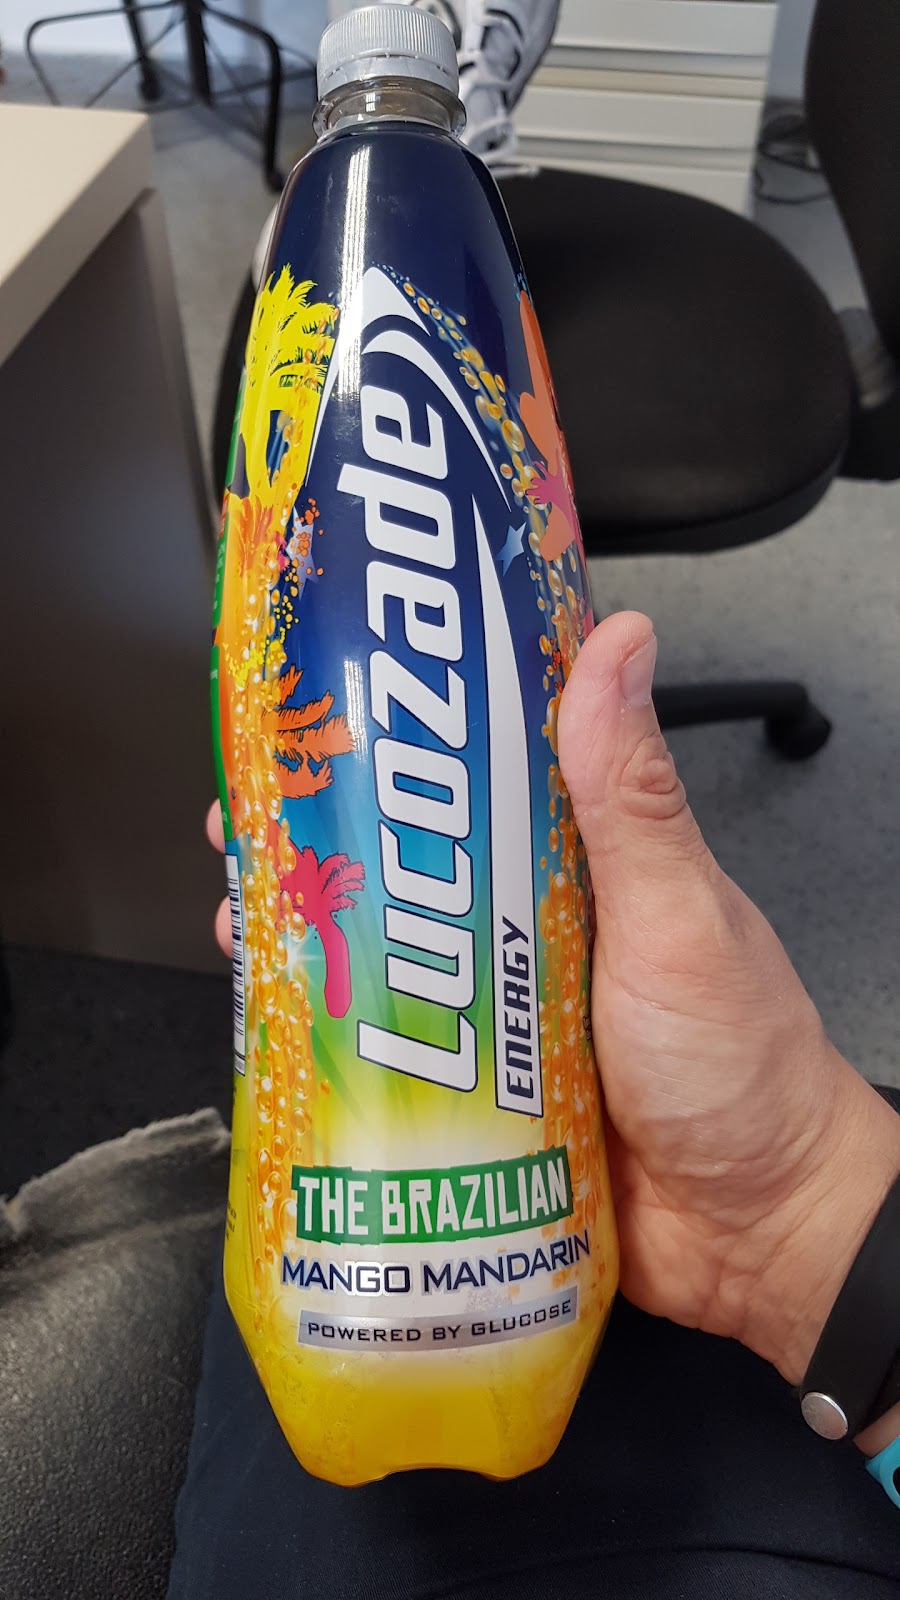 Lucozade
ENERGY
THE BRAZILIAN
MANGO MANDARIN
POWERED BY GLUCOSE